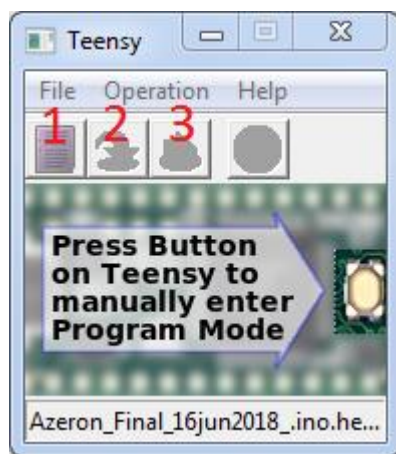 Teensy
File Operation Help
1 2 3
Press Button
on Teensy to
manually enter
Program Mode
Azeron_Final_16jun2018_.ino.he...